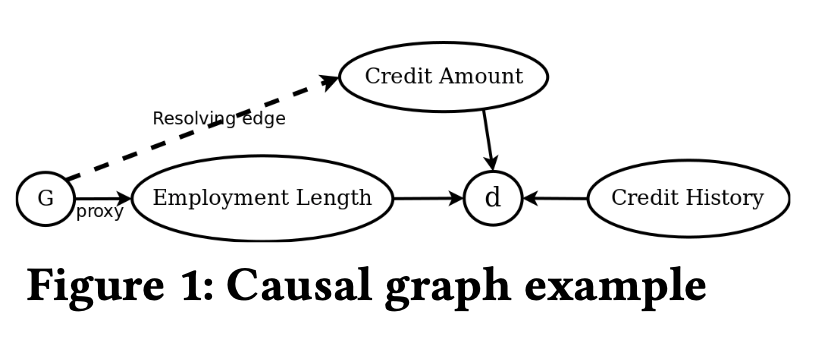 Credit Amount
Resolving edge
G
proxy
Employment Length
d
Credit History
Figure 1: Causal graph example